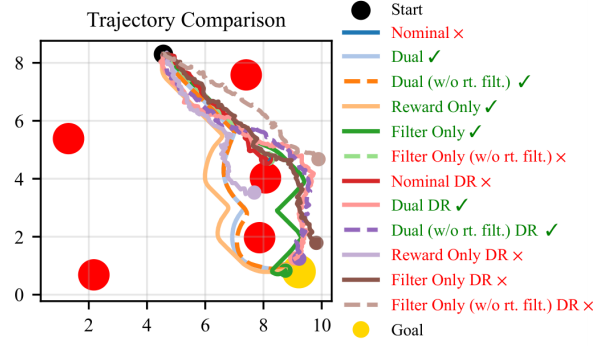 Trajectory Comparison
8
6
4
2
0
2
4
6
8
10
Start
Nominal ×
Dual ✓
Dual (w/o rt. filt.) ✓
Reward Only ✓
Filter Only ✓
Filter Only (w/o rt. filt.) ×
Nominal DR ×
Dual DR ✓
Dual (w/o rt. filt.) DR ✓
Reward Only DR ×
Filter Only DR ×
Filter Only (w/o rt. filt.) DR ×
Goal